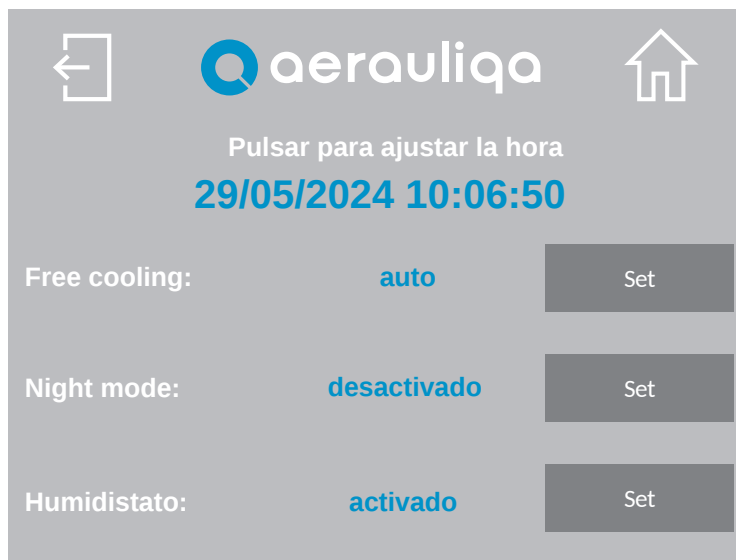 aerauliqa
Pulsar para ajustar la hora
29/05/2024 10:06:50
Free cooling: auto Set
Night mode: desactivado Set
Humidistato: activado Set